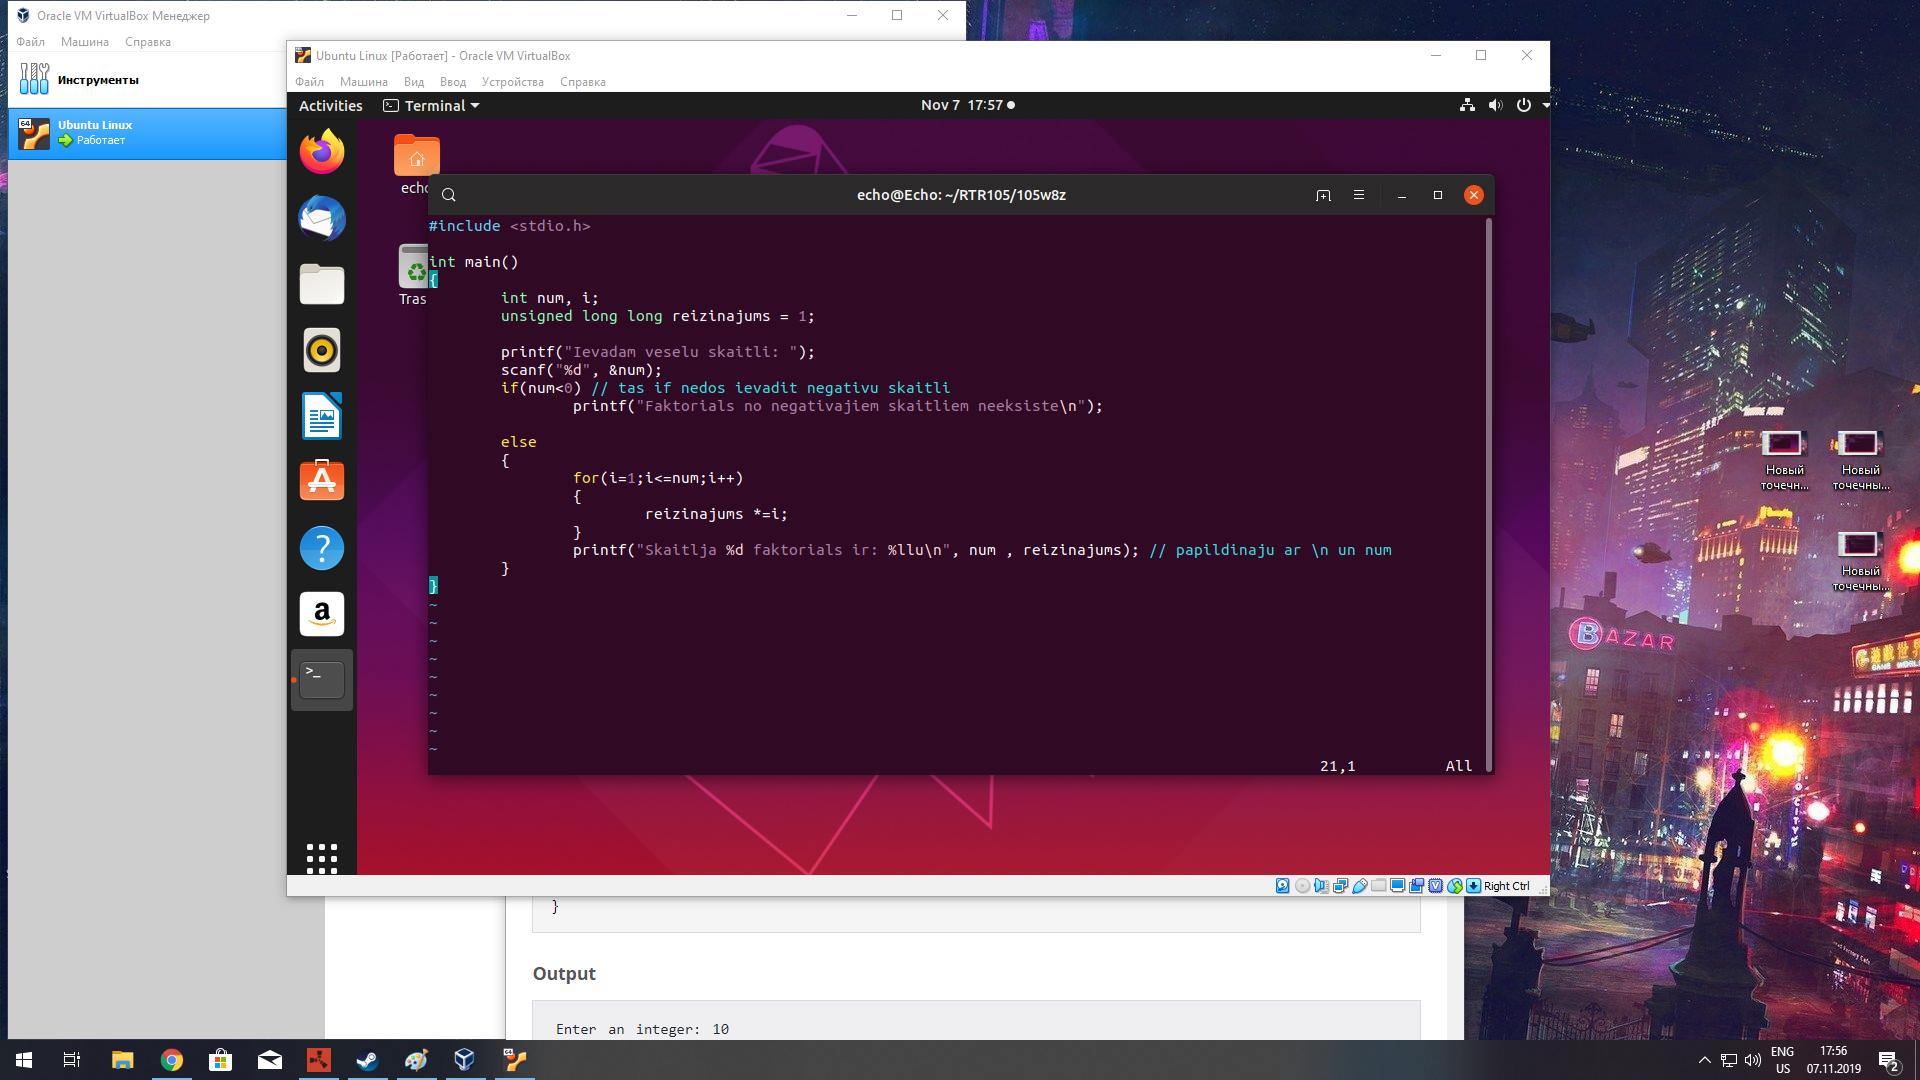 Oracle VM VirtualBox Менеджер
Файл Машина Справка
Инструменты
64
Ubuntu Linux
Работает
Ubuntu Linux [Работает] - Oracle VM VirtualBox
Файл Машина Вид Ввод Устройства Справка
Activities Terminal Nov 7 17:57
echo
Tras
echo@Echo: ~/RTR105/105w8z
#include <stdio.h>
int main()
{
int num, i;
unsigned long long reizinajums = 1;
printf("Ievadam veselu skaitli: ");
scanf("%d", &num);
if(num<0) // tas if nedos ievadit negativu skaitli
printf("Faktorials no negativajiem skaitliem neeksiste\n");
else
{
for(i=1;i<=num;i++)
{
reizinajums *=i;
}
printf("Skaitlja %d faktorials ir: %llu\n", num , reizinajums); // papildinaju ar \n un num
}
}
~
~
~
~
~
~
~
~
~
21,1 All
Right Ctrl
}
Output
Enter an integer: 10
Новый точечн...
Новый точечны...
Новый точечны...
BAZAR
ENG
US
17:56
07.11.2019
2